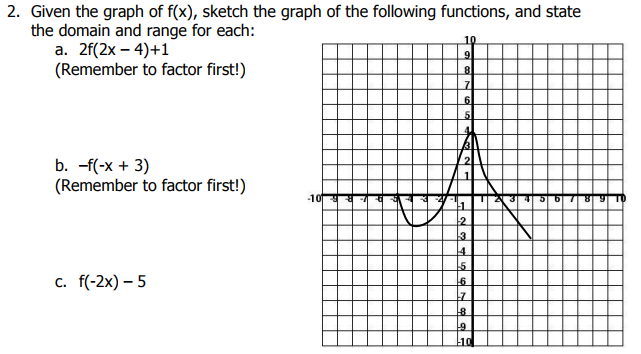 2. Given the graph of f(x), sketch the graph of the following functions, and state
the domain and range for each:
a. 2f(2x – 4)+1
(Remember to factor first!)
b. –f(-x + 3)
(Remember to factor first!)
c. f(-2x) – 5
10
9
8
7
6
5
4
3
2
1
-10 -9 -8 -7 -6 -5 -4 -3 -2 -1 1 2 3 4 5 6 7 8 9 10
-1
-2
-3
-4
-5
-6
-7
-8
-9
-10